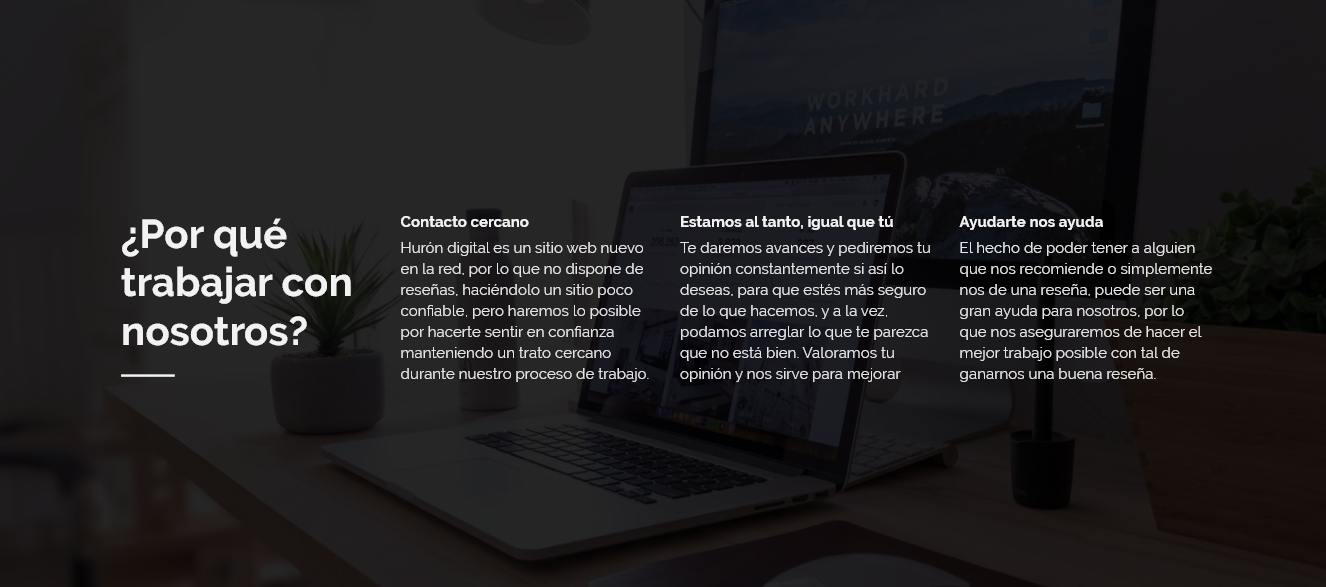 WORKHARD
ANYWHERE
¿Por qué
trabajar con
nosotros?
Contacto cercano
Hurón digital es un sitio web nuevo
en la red, por lo que no dispone de
reseñas, haciéndolo un sitio poco
confiable, pero haremos lo posible
por hacerte sentir en confianza
manteniendo un trato cercano
durante nuestro proceso de trabajo.
Estamos al tanto, igual que tú
Te daremos avances y pediremos tu
opinión constantemente si así lo
deseas, para que estés más seguro
de lo que hacemos, y a la vez,
podamos arreglar lo que te parezca
que no está bien. Valoramos tu
opinión y nos sirve para mejorar
Ayudarte nos ayuda
El hecho de poder tener a alguien
que nos recomiende o simplemente
nos de una reseña, puede ser una
gran ayuda para nosotros, por lo
que nos aseguraremos de hacer el
mejor trabajo posible con tal de
ganarnos una buena reseña.